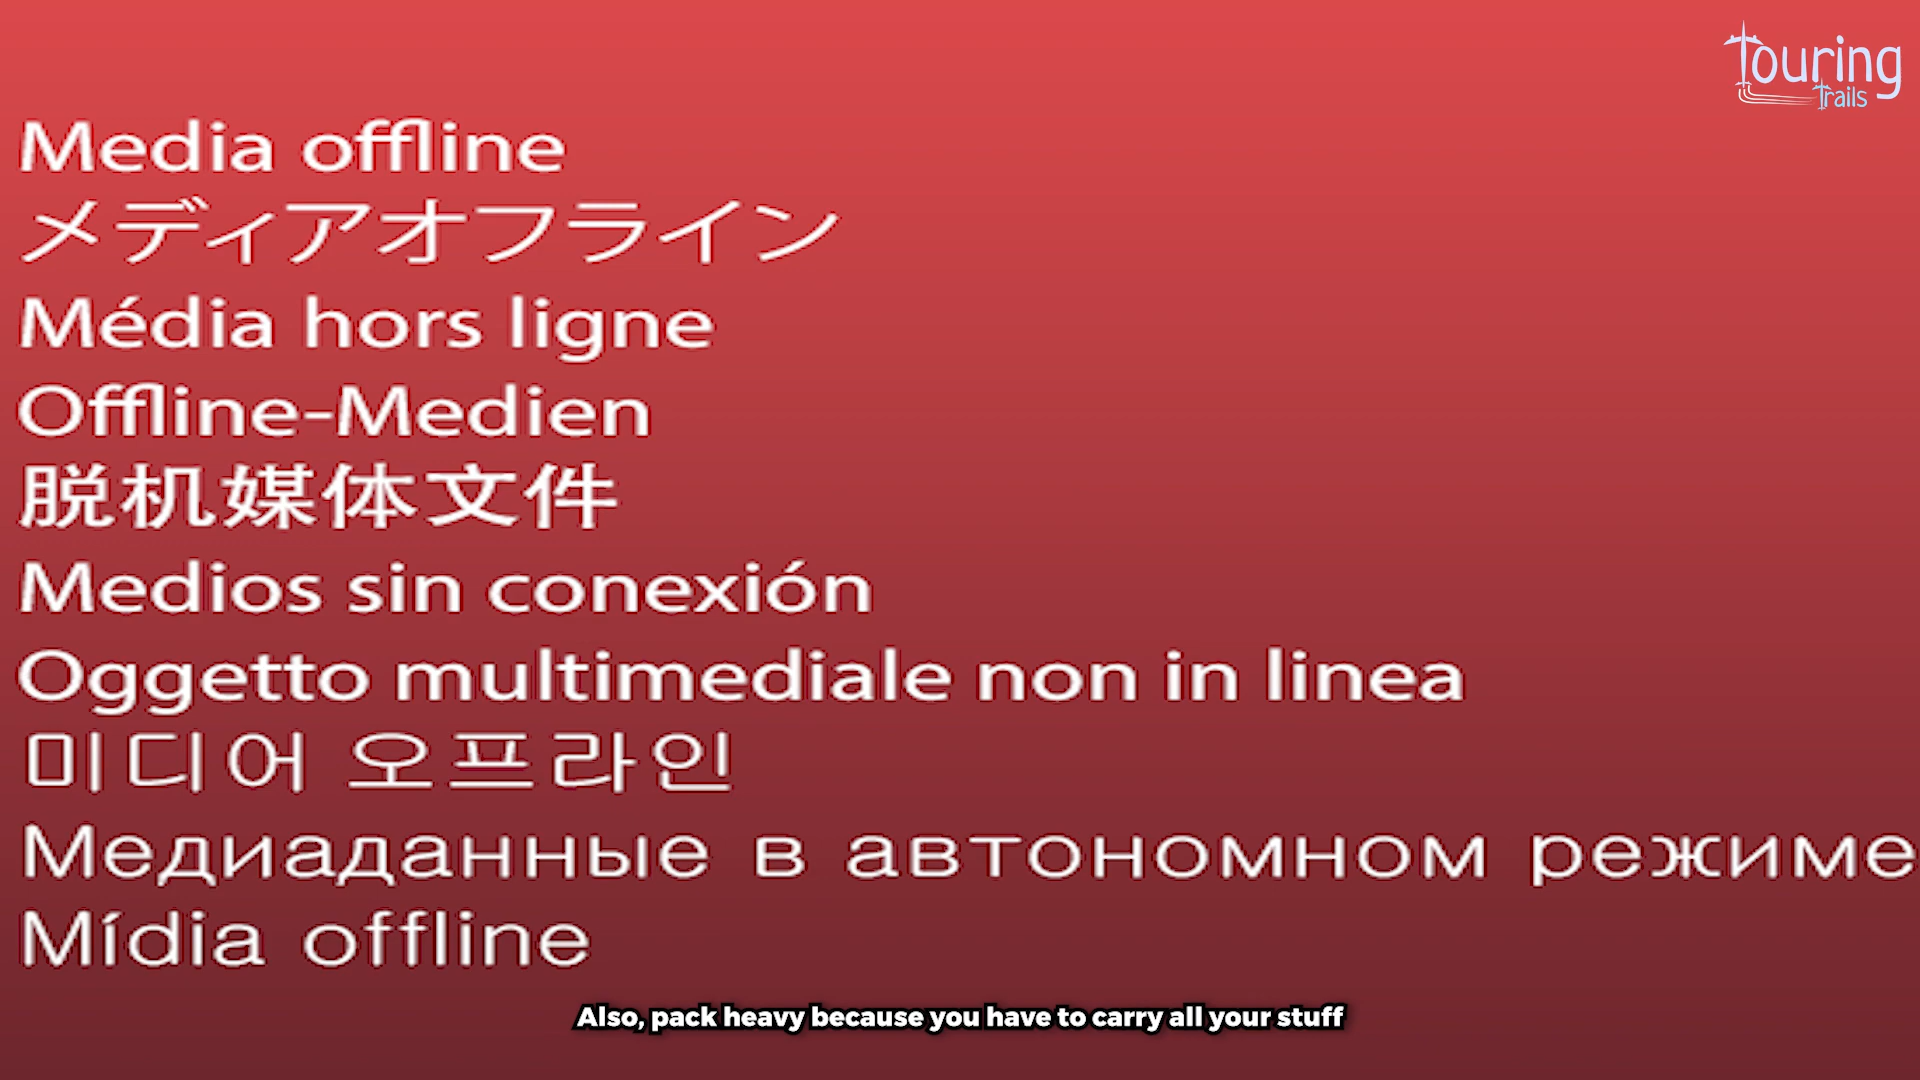 Touring
Trails
Media offline
メディアオフライン
Média hors ligne
Offline-Medien
脱机媒体文件
Medios sin conexión
Oggetto multimediale non in linea
미디어 오프라인
Медиаданные в автономном режиме
Mídia offline
Also, pack heavy because you have to carry all your stuff